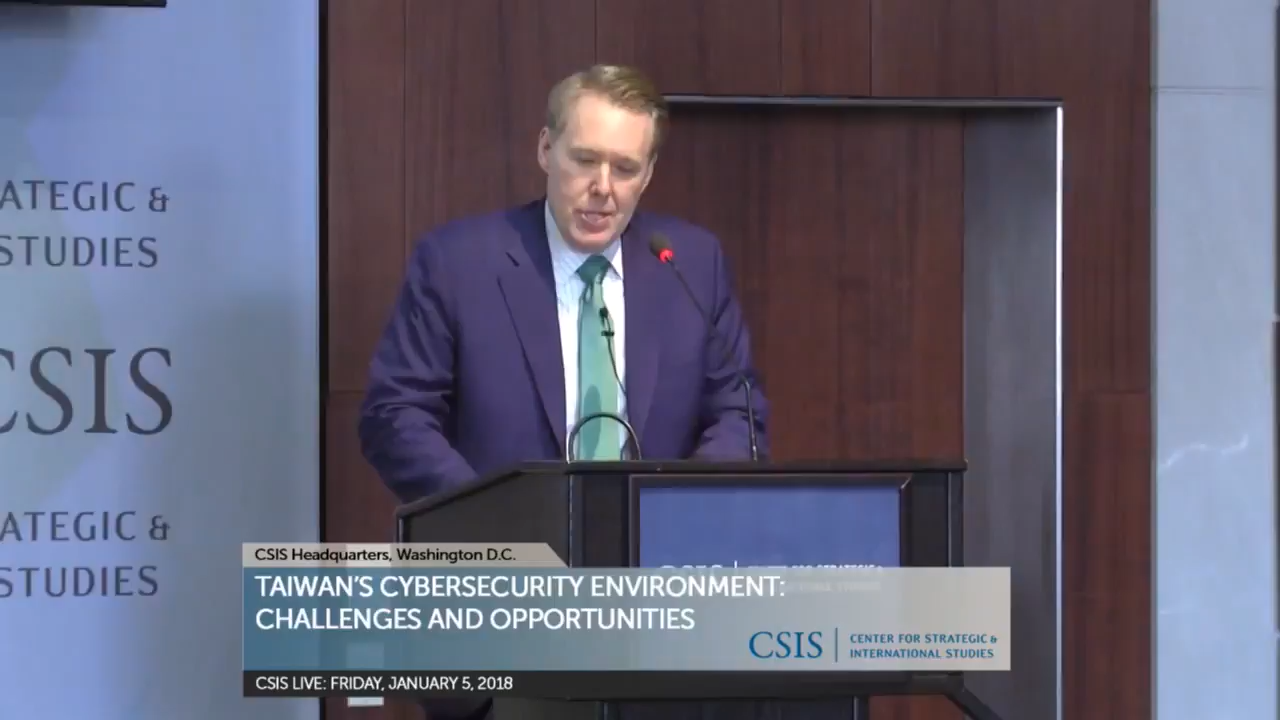 ATEGIC &
STUDIES
CSIS
ATEGIC &
STUDIES
CSIS Headquarters, Washington D.C.
TAIWAN'S CYBERSECURITY ENVIRONMENT:
CHALLENGES AND OPPORTUNITIES
CSIS
CENTER FOR STRATEGIC &
INTERNATIONAL STUDIES
CSIS LIVE: FRIDAY, JANUARY 5, 2018